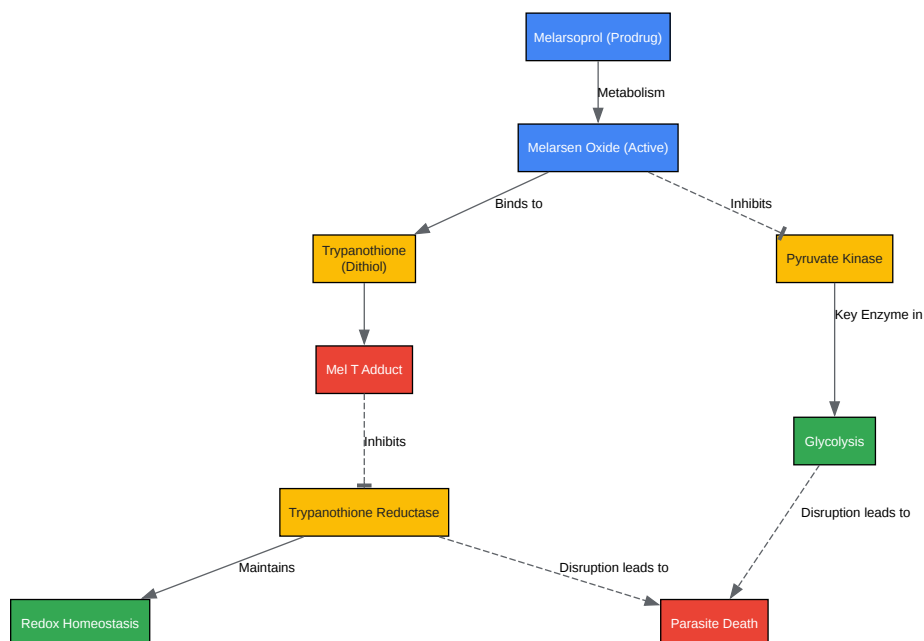 Melarsoprol (Prodrug)
Metabolism
Melarsen Oxide (Active)
Binds to
Inhibits
Trypanothione
(Dithiol)
Pyruvate Kinase
Key Enzyme in
Mel T Adduct
Inhibits
Glycolysis
Trypanothione Reductase
Disruption leads to
Maintains
Disruption leads to
Redox Homeostasis
Parasite Death